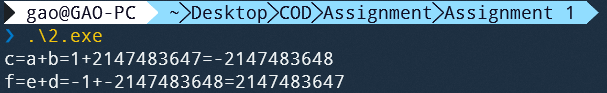 gao@GAO-PC ~>Desktop>COD>Assignment>Assignment 1
❯ .\2.exe
c=a+b=1+2147483647=-2147483648
f=e+d=-1+-2147483648=2147483647